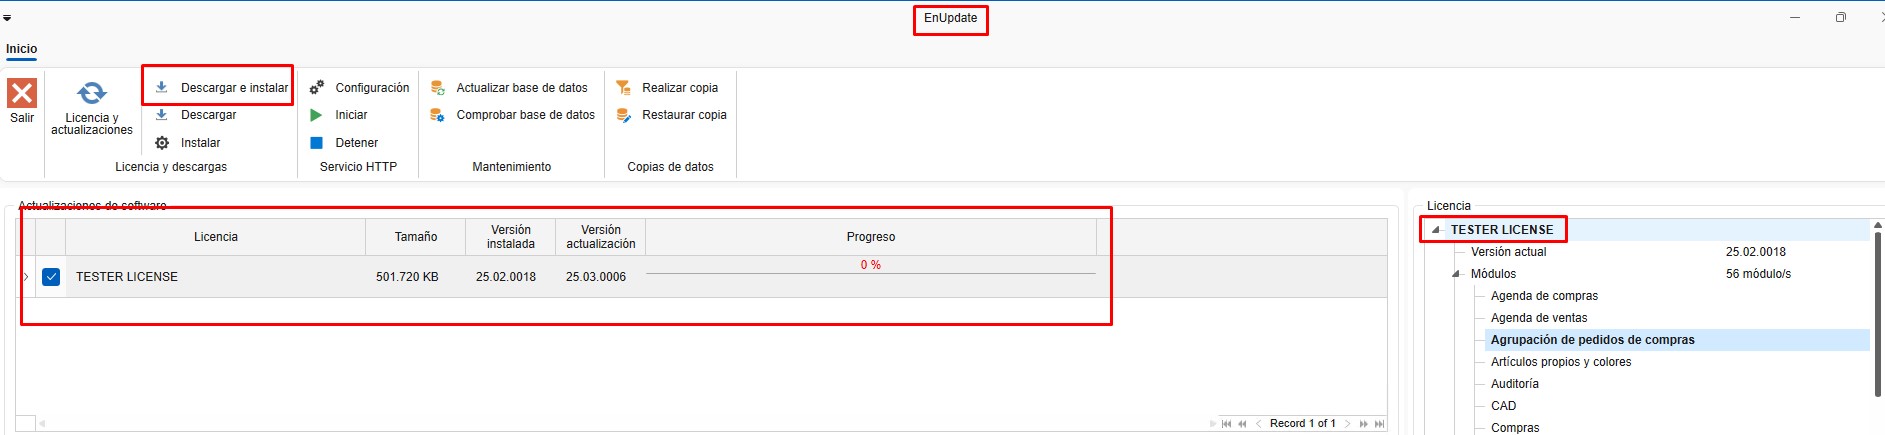 EnUpdate
Inicio
Salir
Licencia y
actualizaciones
Descargar e instalar
Descargar
Instalar
Licencia y descargas
Configuración
Iniciar
Detener
Servicio HTTP
Actualizar base de datos
Comprobar base de datos
Mantenimiento
Realizar copia
Restaurar copia
Copias de datos
Actualizaciones de software
Licencia
Tamaño
Versión
instalada
Versión
actualización
Progreso
TESTER LICENSE
501.720 KB
25.02.0018
25.03.0006
0 %
Record 1 of 1
Licencia
TESTER LICENSE
Versión actual 25.02.0018
Módulos 56 módulo/s
Agenda de compras
Agenda de ventas
Agrupación de pedidos de compras
Artículos propios y colores
Auditoría
CAD
Compras